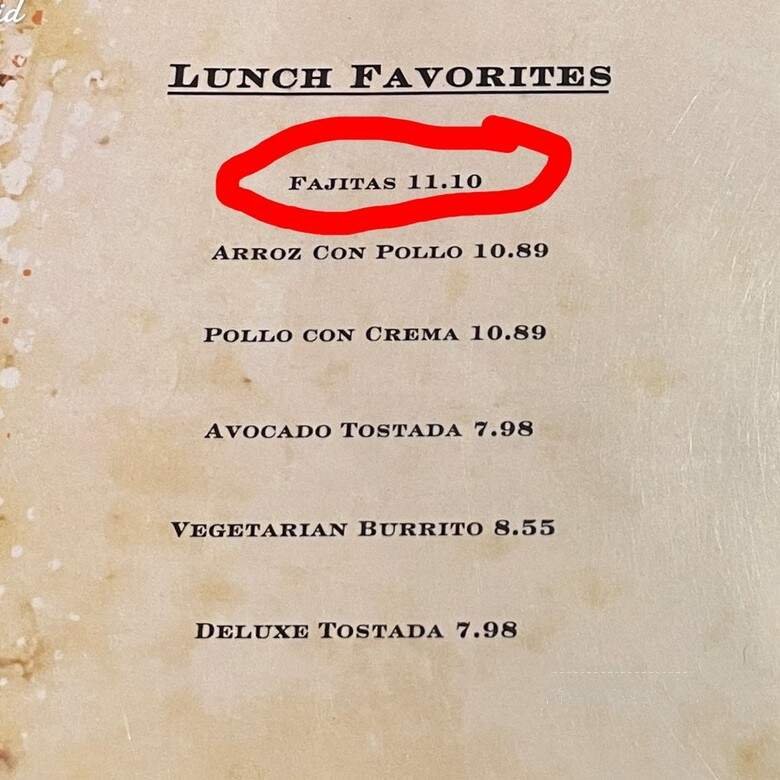 id
LUNCH FAVORITES
FAJITAS 11.10
ARROZ CON POLLO 10.89
POLLO CON CREMA 10.89
AVOCADO TOSTADA 7.98
VEGETARIAN BURRITO 8.55
DELUXE TOSTADA 7.98